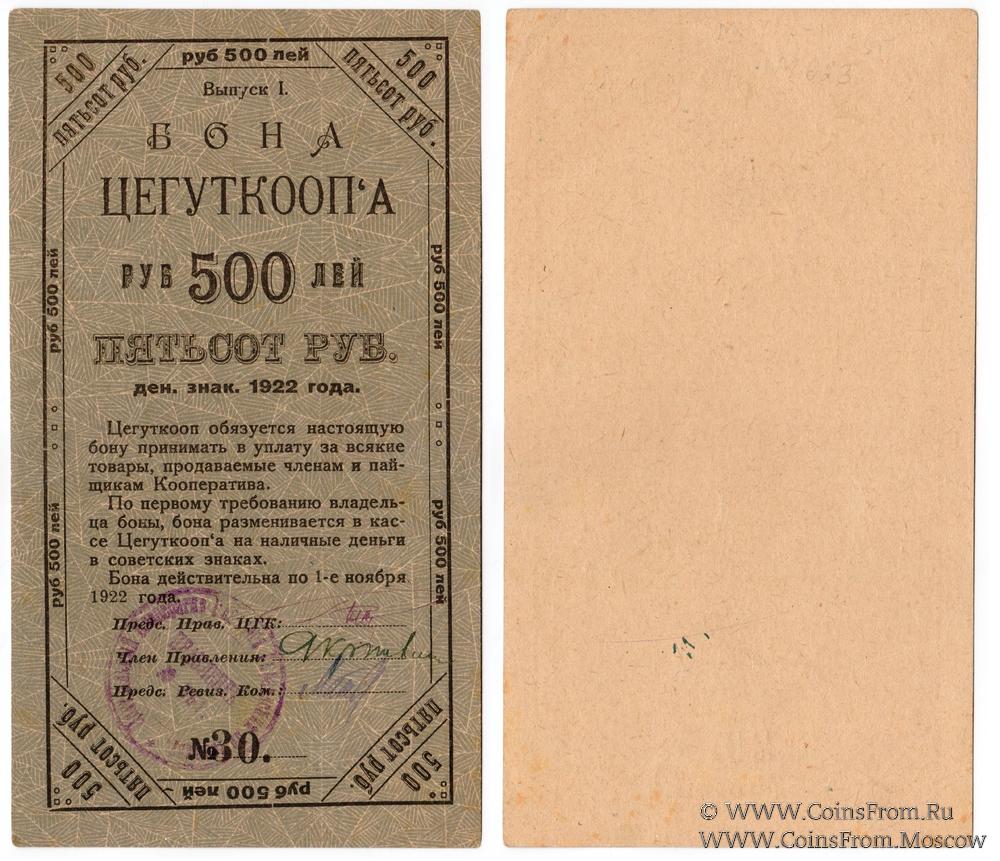 500
ПЯТЬСОТ РУБ.
руб 500 лей
500
ПЯТЬСОТ РУБ.
Выпуск I.
БОНА
ЦЕГУТКООП‘А
РУБ 500 ЛЕЙ
ПЯТЬСОТ РУБ.
ден. знак. 1922 года.
Цегуткооп обязуется настоящую
бону принимать в уплату за всякие
товары, продаваемые членам и пай-
щикам Кооператива.
По первому требованию владель-
ца боны, бона разменивается в кас-
се Цегуткооп‘а на наличные деньги
в советских знаках.
Бона действительна по 1-е ноября
1922 года.
Предс. Прав. ЦГК:
Член Правления:
Предс. Ревиз. Ком.:
№30.
руб 500 лей
руб 500 лей
руб 500 лей
руб 500 лей
500
ПЯТЬСОТ РУБ.
руб 500 лей
500
ПЯТЬСОТ РУБ.
© WWW.CoinsFrom.Ru
WWW.CoinsFrom.Moscow